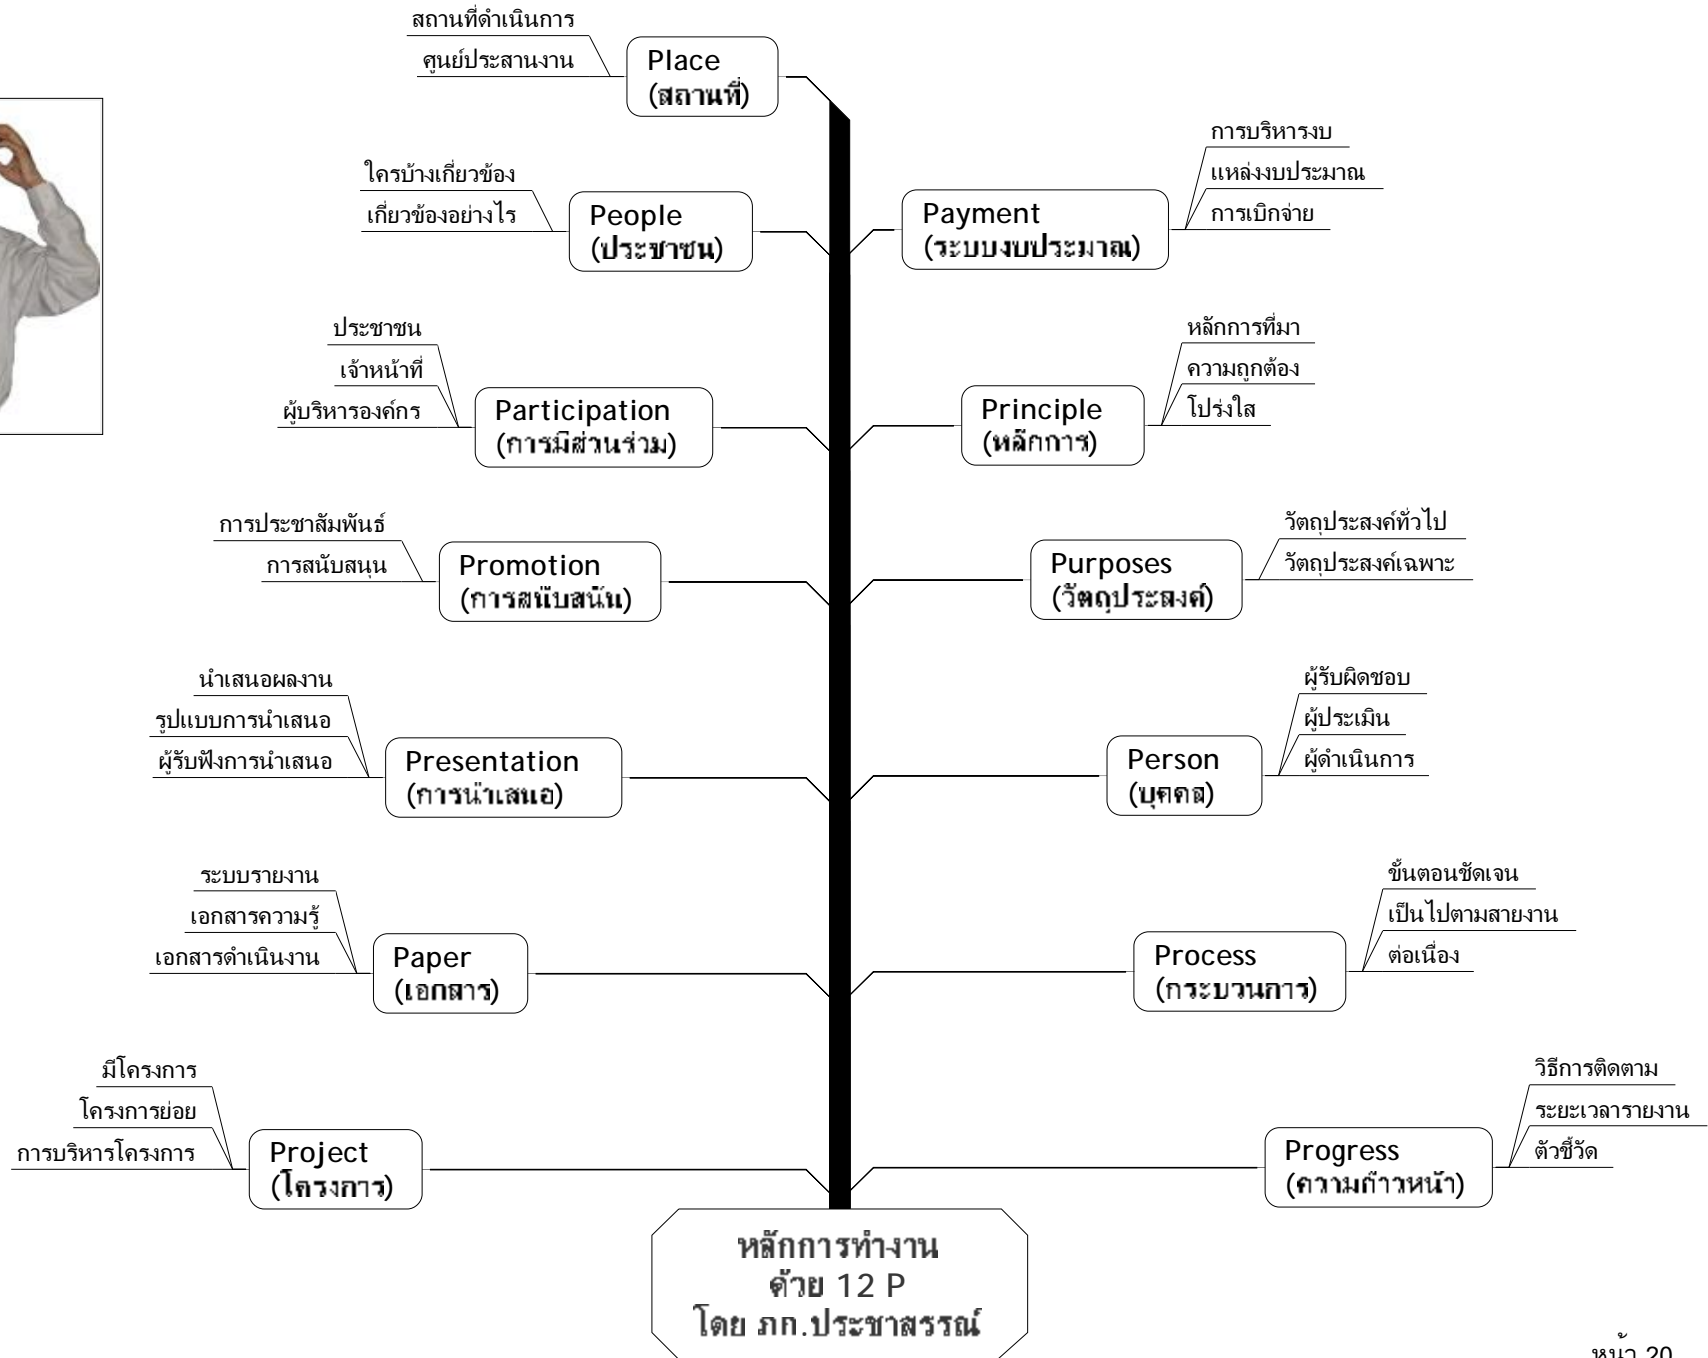 สถานที่ดำเนินการ
ศูนย์ประสานงาน
Place
(สถานที่)
ใครบ้างเกี่ยวข้อง
เกี่ยวข้องอย่างไร
People
(ประชาชน)
ประชาชน
เจ้าหน้าที่
ผู้บริหารองค์กร
Participation
(การมีส่วนร่วม)
การประชาสัมพันธ์
การสนับสนุน
Promotion
(การสนับสนัน)
นำเสนอผลงาน
รูปแบบการนำเสนอ
ผู้รับฟังการนำเสนอ
Presentation
(การนำเสนอ)
ระบบรายงาน
เอกสารความรู้
เอกสารดำเนินงาน
Paper
(เอกสาร)
มีโครงการ
โครงการย่อย
การบริหารโครงการ
Project
(โครงการ)
การบริหารงบ
แหล่งงบประมาณ
การเบิกจ่าย
Payment
(ระบบงบประมาณ)
หลักการที่มา
ความถูกต้อง
โปร่งใส
Principle
(หลักการ)
วัตถุประสงค์ทั่วไป
วัตถุประสงค์เฉพาะ
Purposes
(วัตถุประสงค์)
ผู้รับผิดชอบ
ผู้ประเมิน
ผู้ดำเนินการ
Person
(บุคคล)
ขั้นตอนชัดเจน
เป็นไปตามสายงาน
ต่อเนื่อง
Process
(กระบวนการ)
วิธีการติดตาม
ระยะเวลารายงาน
ตัวชี้วัด
Progress
(ความก้าวหน้า)
หลักการทำงาน
ด้วย 12 P
โดย ภก.ประชาสรรณ์
หน้า 20